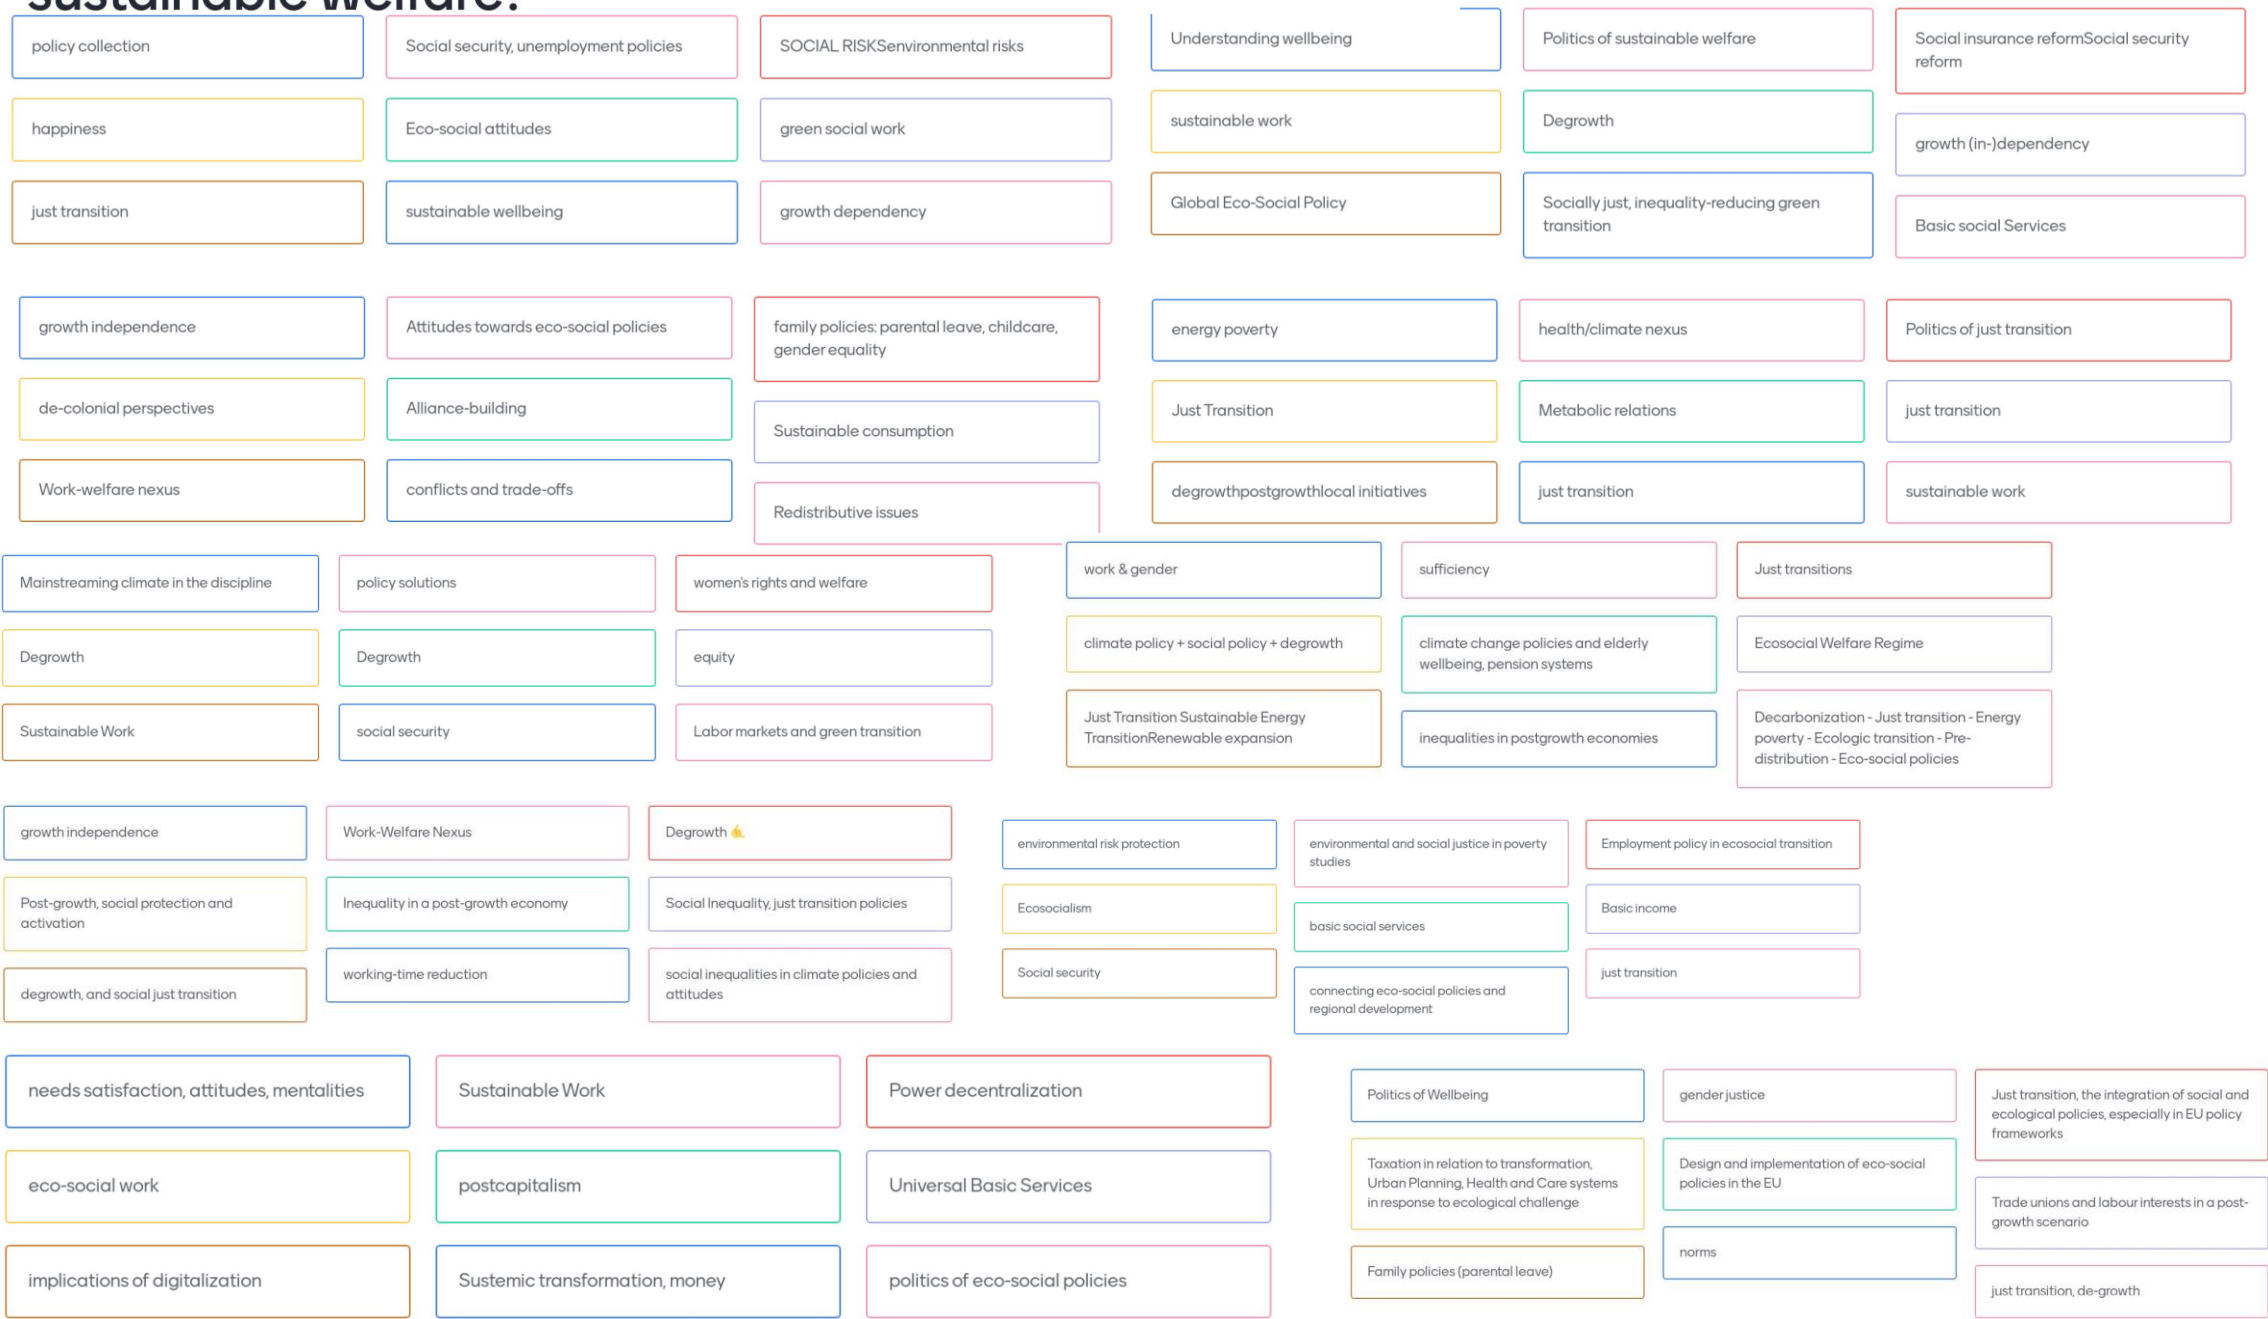 sustainable welfare?
policy collection
Social security, unemployment policies
SOCIAL RISKSenvironmental risks
happiness
Eco-social attitudes
green social work
just transition
sustainable wellbeing
growth dependency
Understanding wellbeing
Politics of sustainable welfare
Social insurance reformSocial security
reform
sustainable work
Degrowth
growth (in-)dependency
Global Eco-Social Policy
Socially just, inequality-reducing green
transition
Basic social Services
growth independence
Attitudes towards eco-social policies
family policies: parental leave, childcare,
gender equality
de-colonial perspectives
Alliance-building
Sustainable consumption
Work-welfare nexus
conflicts and trade-offs
Redistributive issues
energy poverty
health/climate nexus
Politics of just transition
Just Transition
Metabolic relations
just transition
degrowthpostgrowthlocal initiatives
just transition
sustainable work
Mainstreaming climate in the discipline
policy solutions
women's rights and welfare
Degrowth
Degrowth
equity
Sustainable Work
social security
Labor markets and green transition
work & gender
sufficiency
Just transitions
climate policy + social policy + degrowth
climate change policies and elderly
wellbeing, pension systems
Ecosocial Welfare Regime
Just Transition Sustainable Energy
TransitionRenewable expansion
inequalities in postgrowth economies
Decarbonization - Just transition - Energy
poverty - Ecologic transition - Pre-
distribution - Eco-social policies
growth independence
Work-Welfare Nexus
Degrowth 🤙
Post-growth, social protection and
activation
Inequality in a post-growth economy
Social Inequality, just transition policies
degrowth, and social just transition
working-time reduction
social inequalities in climate policies and
attitudes
environmental risk protection
environmental and social justice in poverty
studies
Employment policy in ecosocial transition
Ecosocialism
basic social services
Basic income
Social security
connecting eco-social policies and
regional development
just transition
needs satisfaction, attitudes, mentalities
Sustainable Work
Power decentralization
eco-social work
postcapitalism
Universal Basic Services
implications of digitalization
Sustemic transformation, money
politics of eco-social policies
Politics of Wellbeing
gender justice
Just transition, the integration of social and
ecological policies, especially in EU policy
frameworks
Taxation in relation to transformation,
Urban Planning, Health and Care systems
in response to ecological challenge
Design and implementation of eco-social
policies in the EU
Trade unions and labour interests in a post-
growth scenario
Family policies (parental leave)
norms
just transition, de-growth